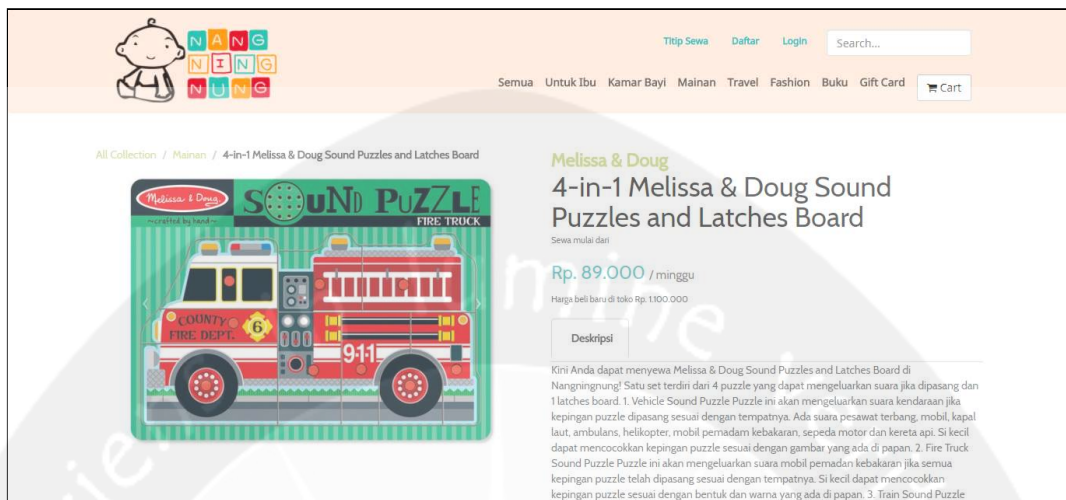 NANG
NING
NUNG
Titip Sewa Daftar Login Search...
Semua Untuk Ibu Kamar Bayi Mainan Travel Fashion Buku Gift Card Cart
All Collection / Mainan / 4-in-1 Melissa & Doug Sound Puzzles and Latches Board
Melissa & Doug
crafted by hand
SOUND PUZZLE
FIRE TRUCK
COUNTY
FIRE DEPT.
6
911
Melissa & Doug
4-in-1 Melissa & Doug Sound
Puzzles and Latches Board
Sewa mulai dari
Rp. 89.000 / minggu
Harga beli baru di toko Rp. 1.100.000
Deskripsi
Kini Anda dapat menyewa Melissa & Doug Sound Puzzles and Latches Board di
Nangningnung! Satu set terdiri dari 4 puzzle yang dapat mengeluarkan suara jika dipasang dan
1 latches board. 1. Vehicle Sound Puzzle Puzzle ini akan mengeluarkan suara kendaraan jika
kepingan puzzle dipasang sesuai dengan tempatnya. Ada suara pesawat terbang, mobil, kapal
laut, ambulans, helikopter, mobil pemadam kebakaran, sepeda motor dan kereta api. Si kecil
dapat mencocokkan kepingan puzzle sesuai dengan gambar yang ada di papan. 2. Fire Truck
Sound Puzzle Puzzle ini akan mengeluarkan suara mobil pemadan kebakaran jika semua
kepingan puzzle telah dipasang sesuai dengan tempatnya. Si kecil dapat mencocokkan
kepingan puzzle sesuai dengan bentuk dan warna yang ada di papan. 3. Train Sound Puzzle
lumine